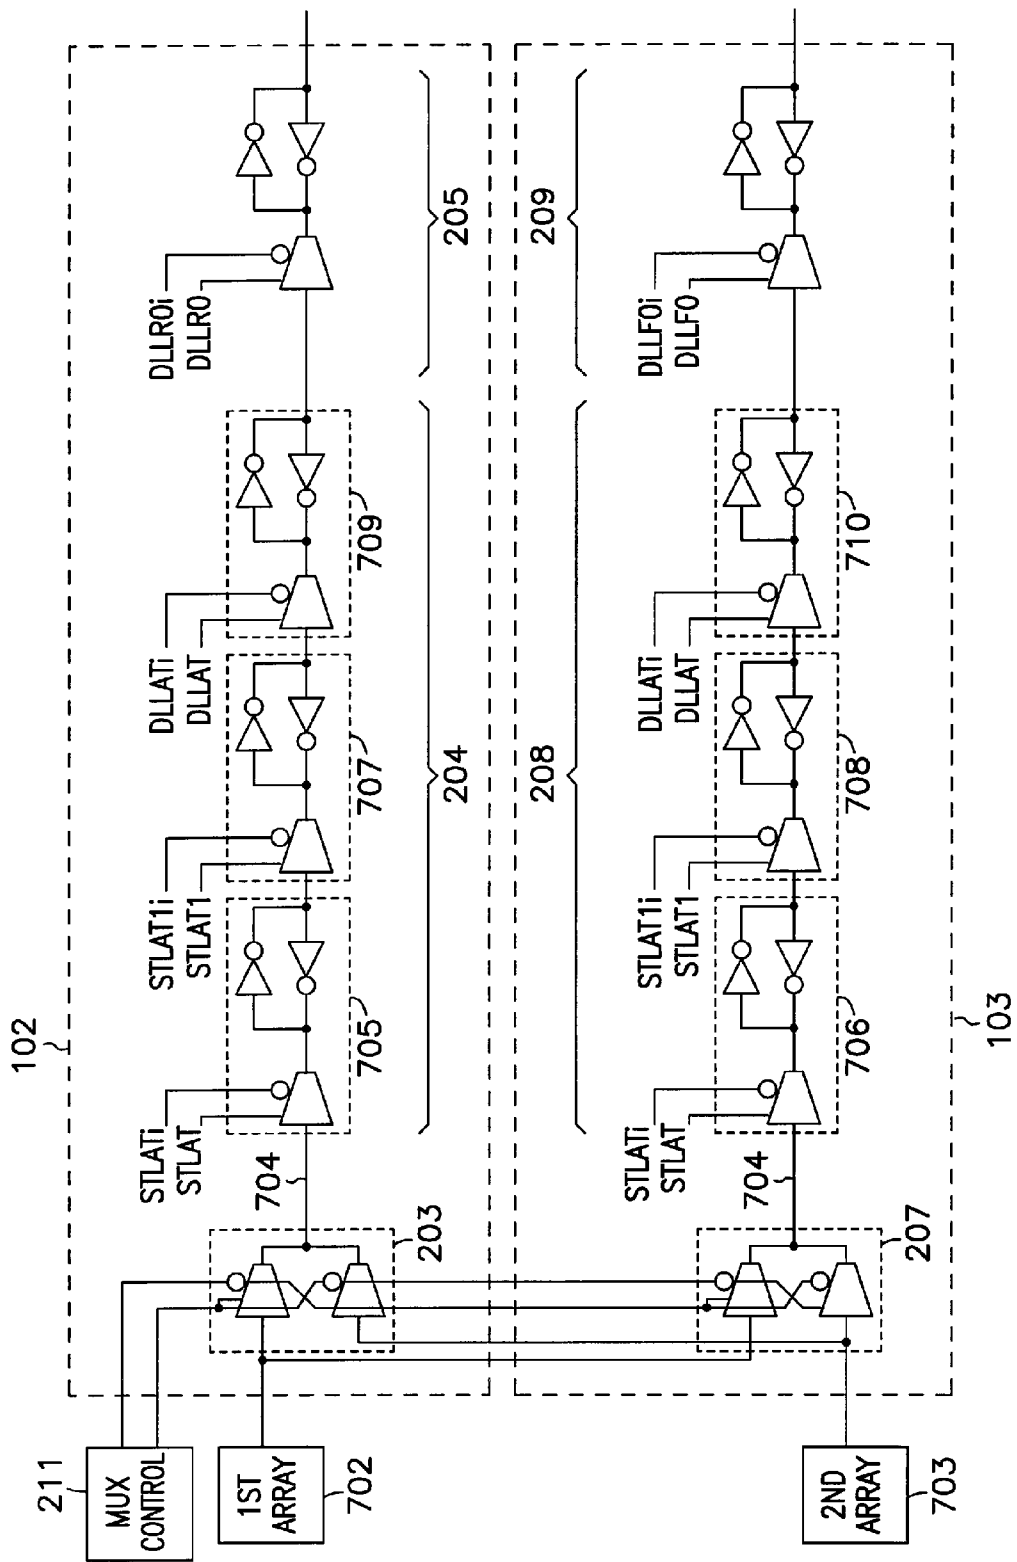 102
DLLR0i
DLLR0
205
DLLATi
DLLAT
709
STLAT1i
STLAT1
707
204
STLATi
STLAT
705
704
203
211
MUX
CONTROL
1ST
ARRAY
702
103
DLLF0i
DLLF0
209
DLLATi
DLLAT
710
STLAT1i
STLAT1
708
208
STLATi
STLAT
706
704
207
2ND
ARRAY
703